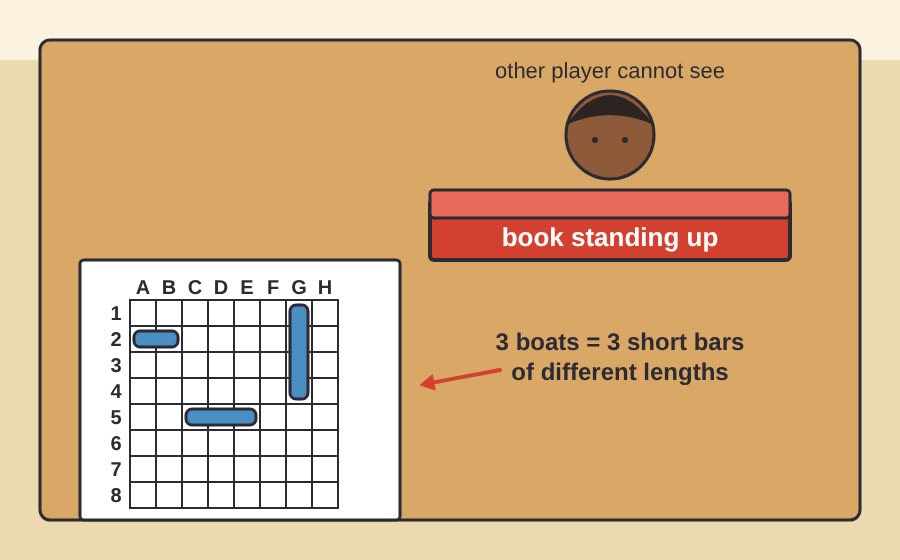 other player cannot see
book standing up
A B C D E F G H
1
2
3
4
5
6
7
8
3 boats = 3 short bars
of different lengths